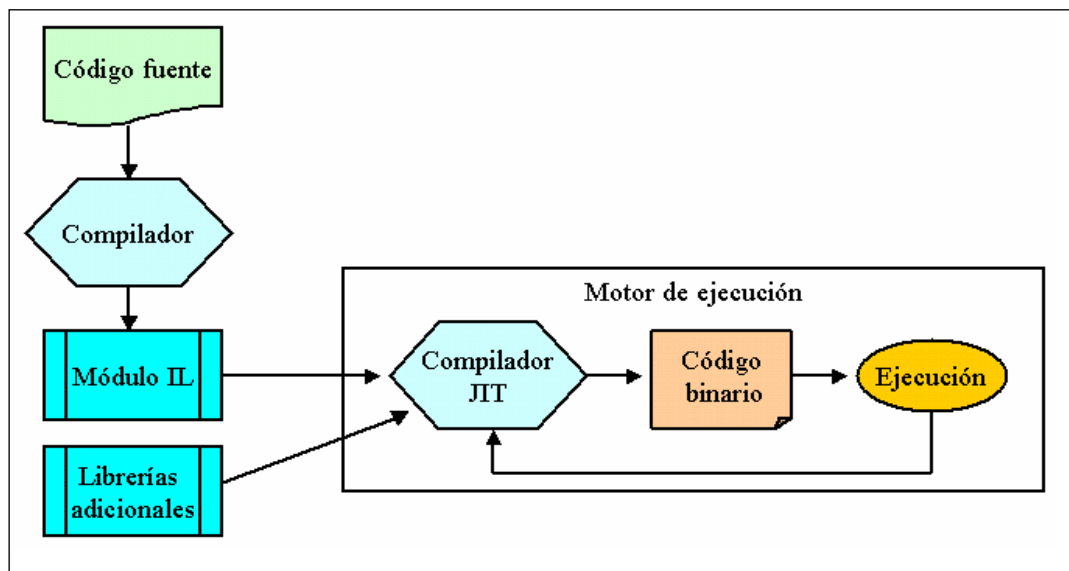 Código fuente
Compilador
Motor de ejecución
Módulo IL
Compilador
JIT
Código
binario
Ejecución
Librerías
adicionales